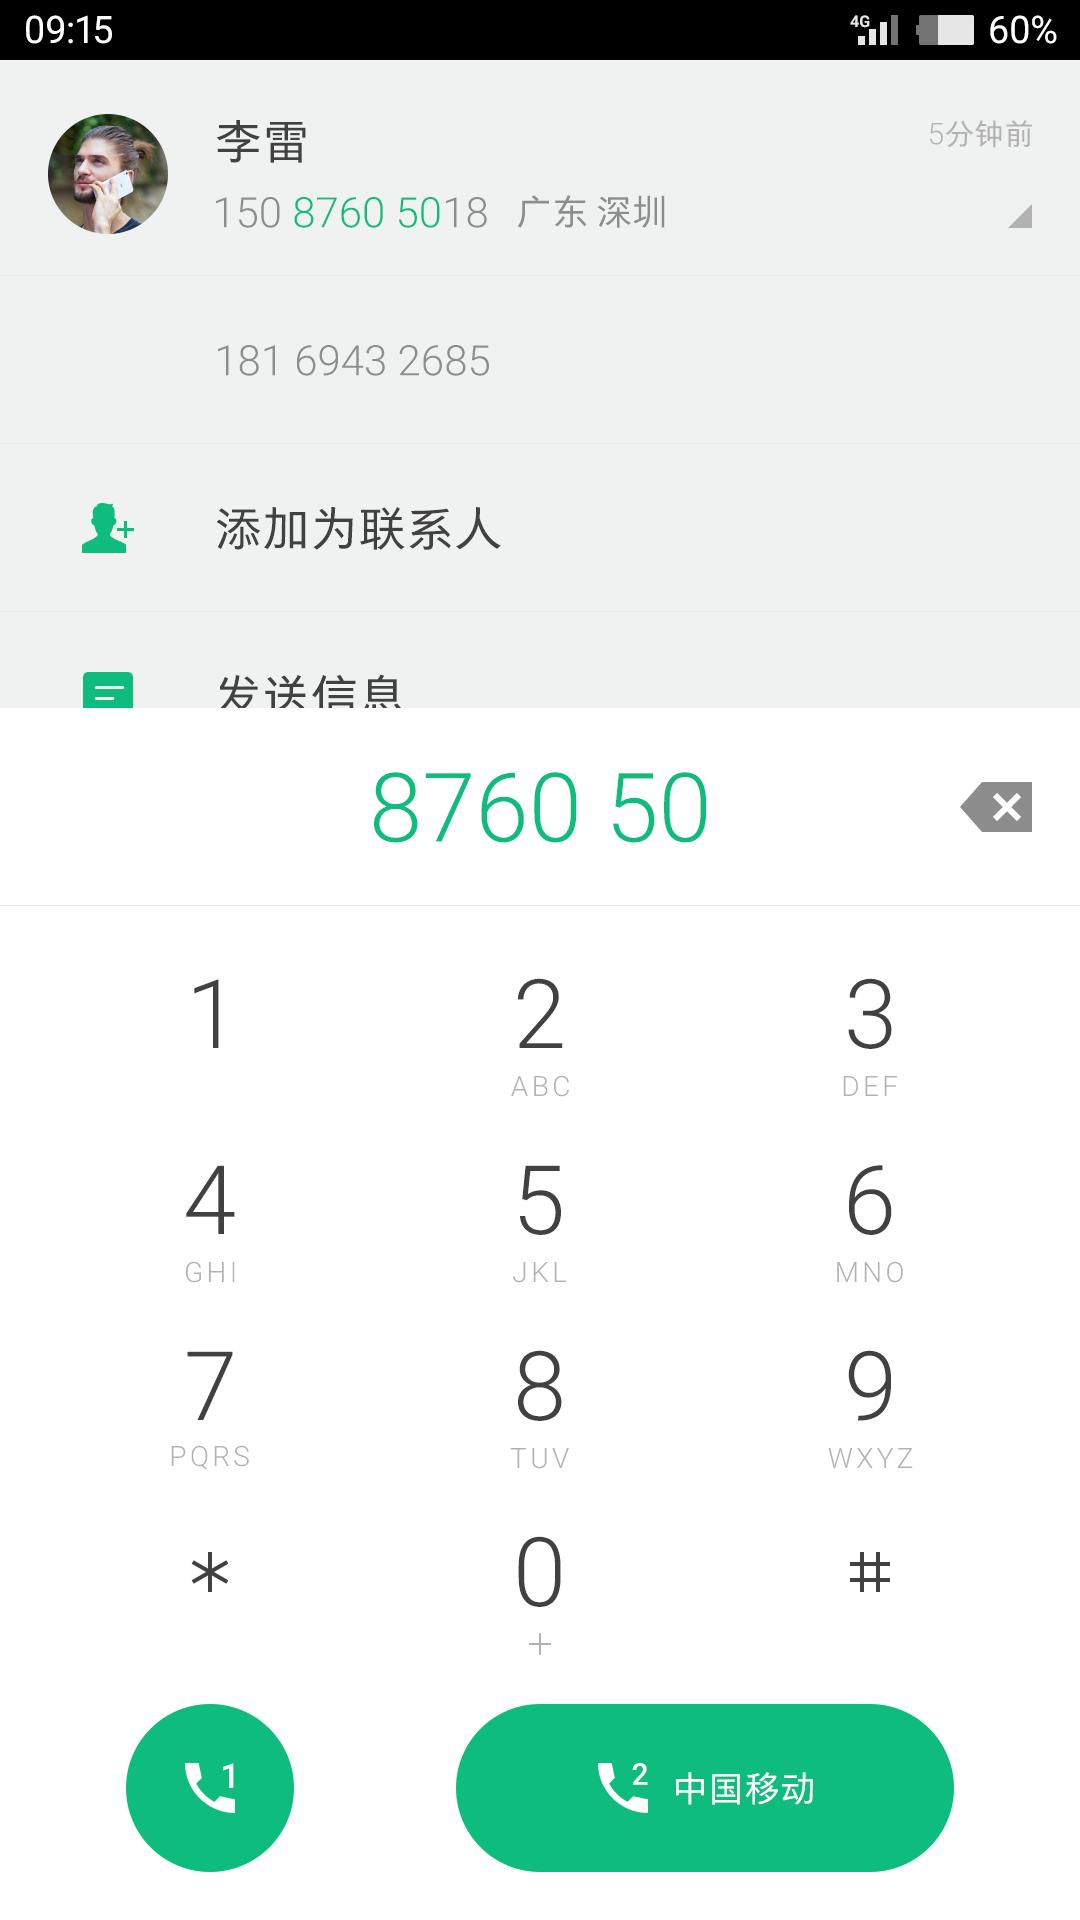 09:15 4G 60%
李雷 5分钟前
150 8760 5018 广东 深圳
181 6943 2685
添加为联系人
发送信息
8760 50
1 2 3
ABC DEF
4 5 6
GHI JKL MNO
7 8 9
PQRS TUV WXYZ
* 0 #
+
1 2 中国移动